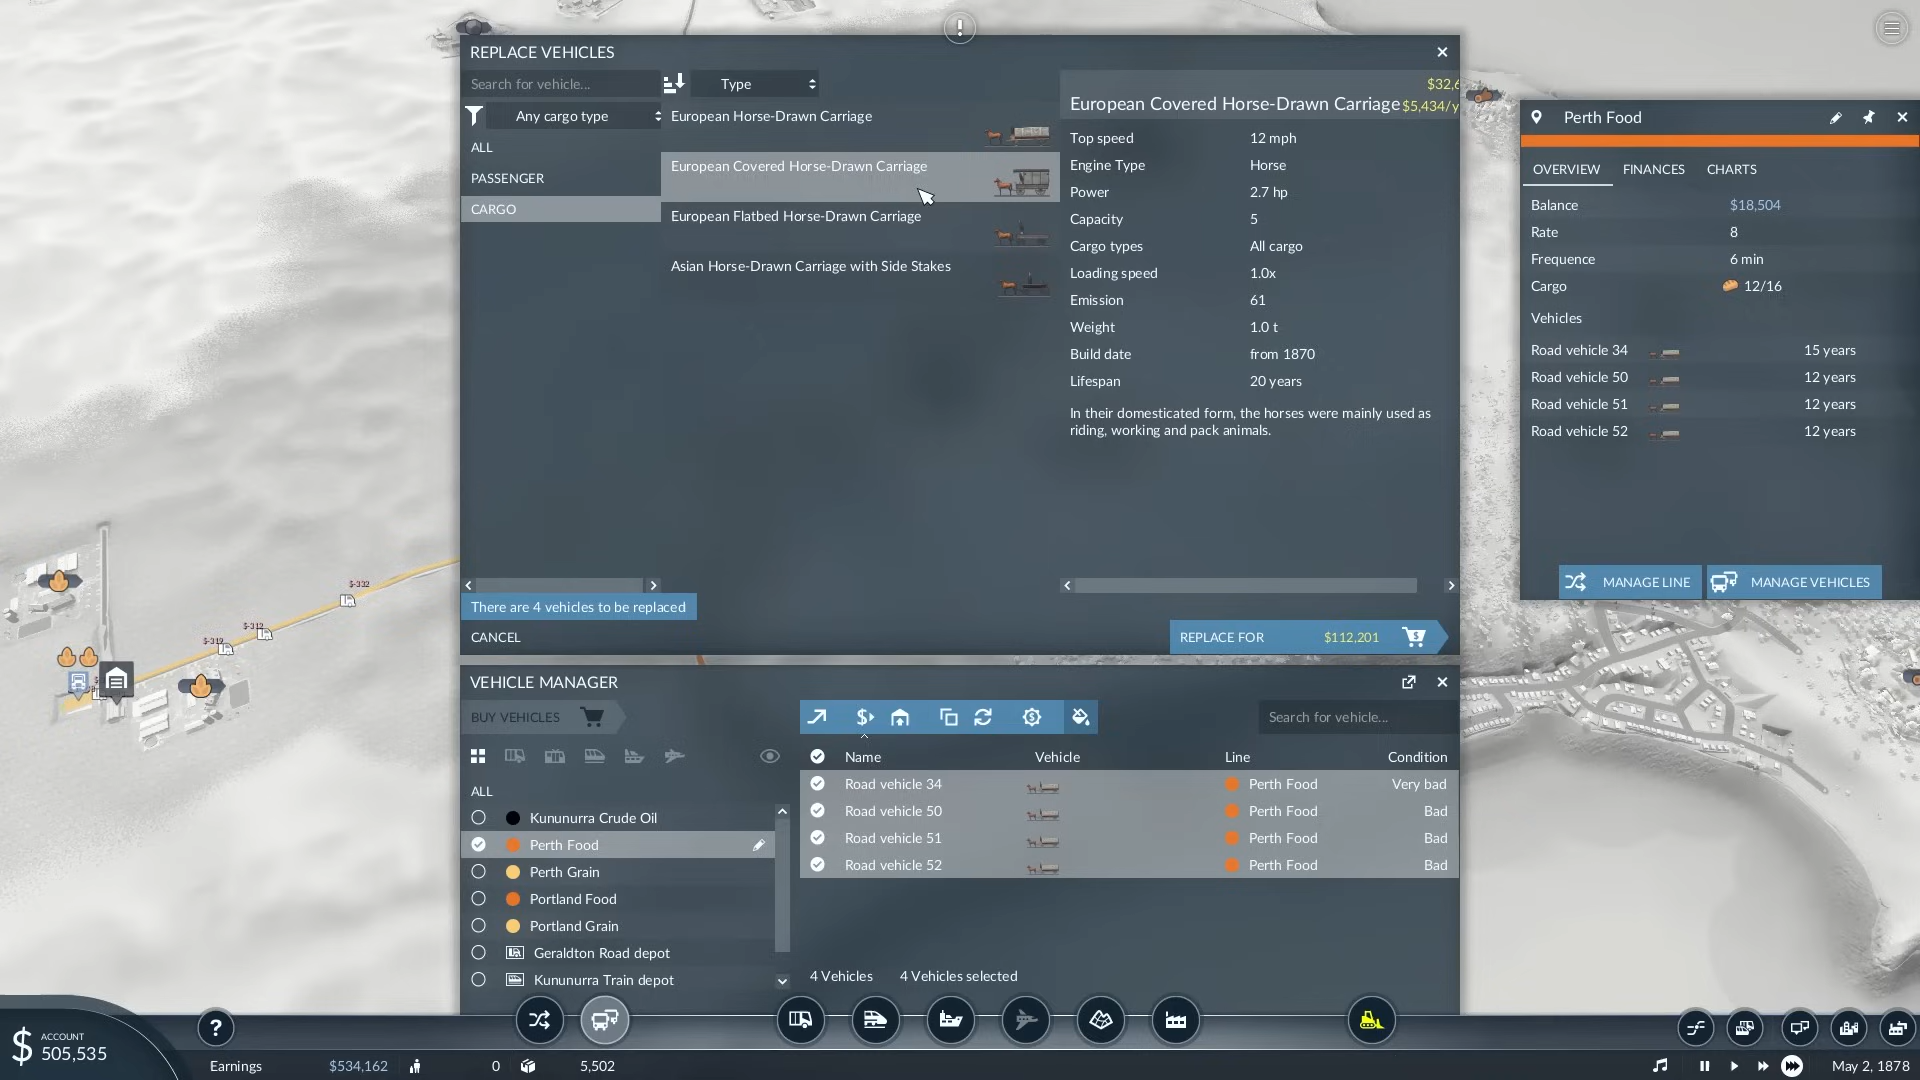 REPLACE VEHICLES
Search for vehicle...
Type
Any cargo type
ALL
PASSENGER
CARGO
European Horse-Drawn Carriage
European Covered Horse-Drawn Carriage
European Flatbed Horse-Drawn Carriage
Asian Horse-Drawn Carriage with Side Stakes
$32,6
European Covered Horse-Drawn Carriage $5,434/y
Top speed 12 mph
Engine Type Horse
Power 2.7 hp
Capacity 5
Cargo types All cargo
Loading speed 1.0x
Emission 61
Weight 1.0 t
Build date from 1870
Lifespan 20 years
In their domesticated form, the horses were mainly used as
riding, working and pack animals.
There are 4 vehicles to be replaced
CANCEL
REPLACE FOR $112,201
Perth Food
OVERVIEW FINANCES CHARTS
Balance $18,504
Rate 8
Frequence 6 min
Cargo 12/16
Vehicles
Road vehicle 34 15 years
Road vehicle 50 12 years
Road vehicle 51 12 years
Road vehicle 52 12 years
MANAGE LINE
MANAGE VEHICLES
$-332
$-312
$-319
VEHICLE MANAGER
BUY VEHICLES
Search for vehicle...
ALL
Kununurra Crude Oil
Perth Food
Perth Grain
Portland Food
Portland Grain
Geraldton Road depot
Kununurra Train depot
Name Vehicle Line Condition
Road vehicle 34 Perth Food Very bad
Road vehicle 50 Perth Food Bad
Road vehicle 51 Perth Food Bad
Road vehicle 52 Perth Food Bad
4 Vehicles 4 Vehicles selected
$ ACCOUNT
505,535
?
Earnings $534,162 0 5,502
May 2, 1878